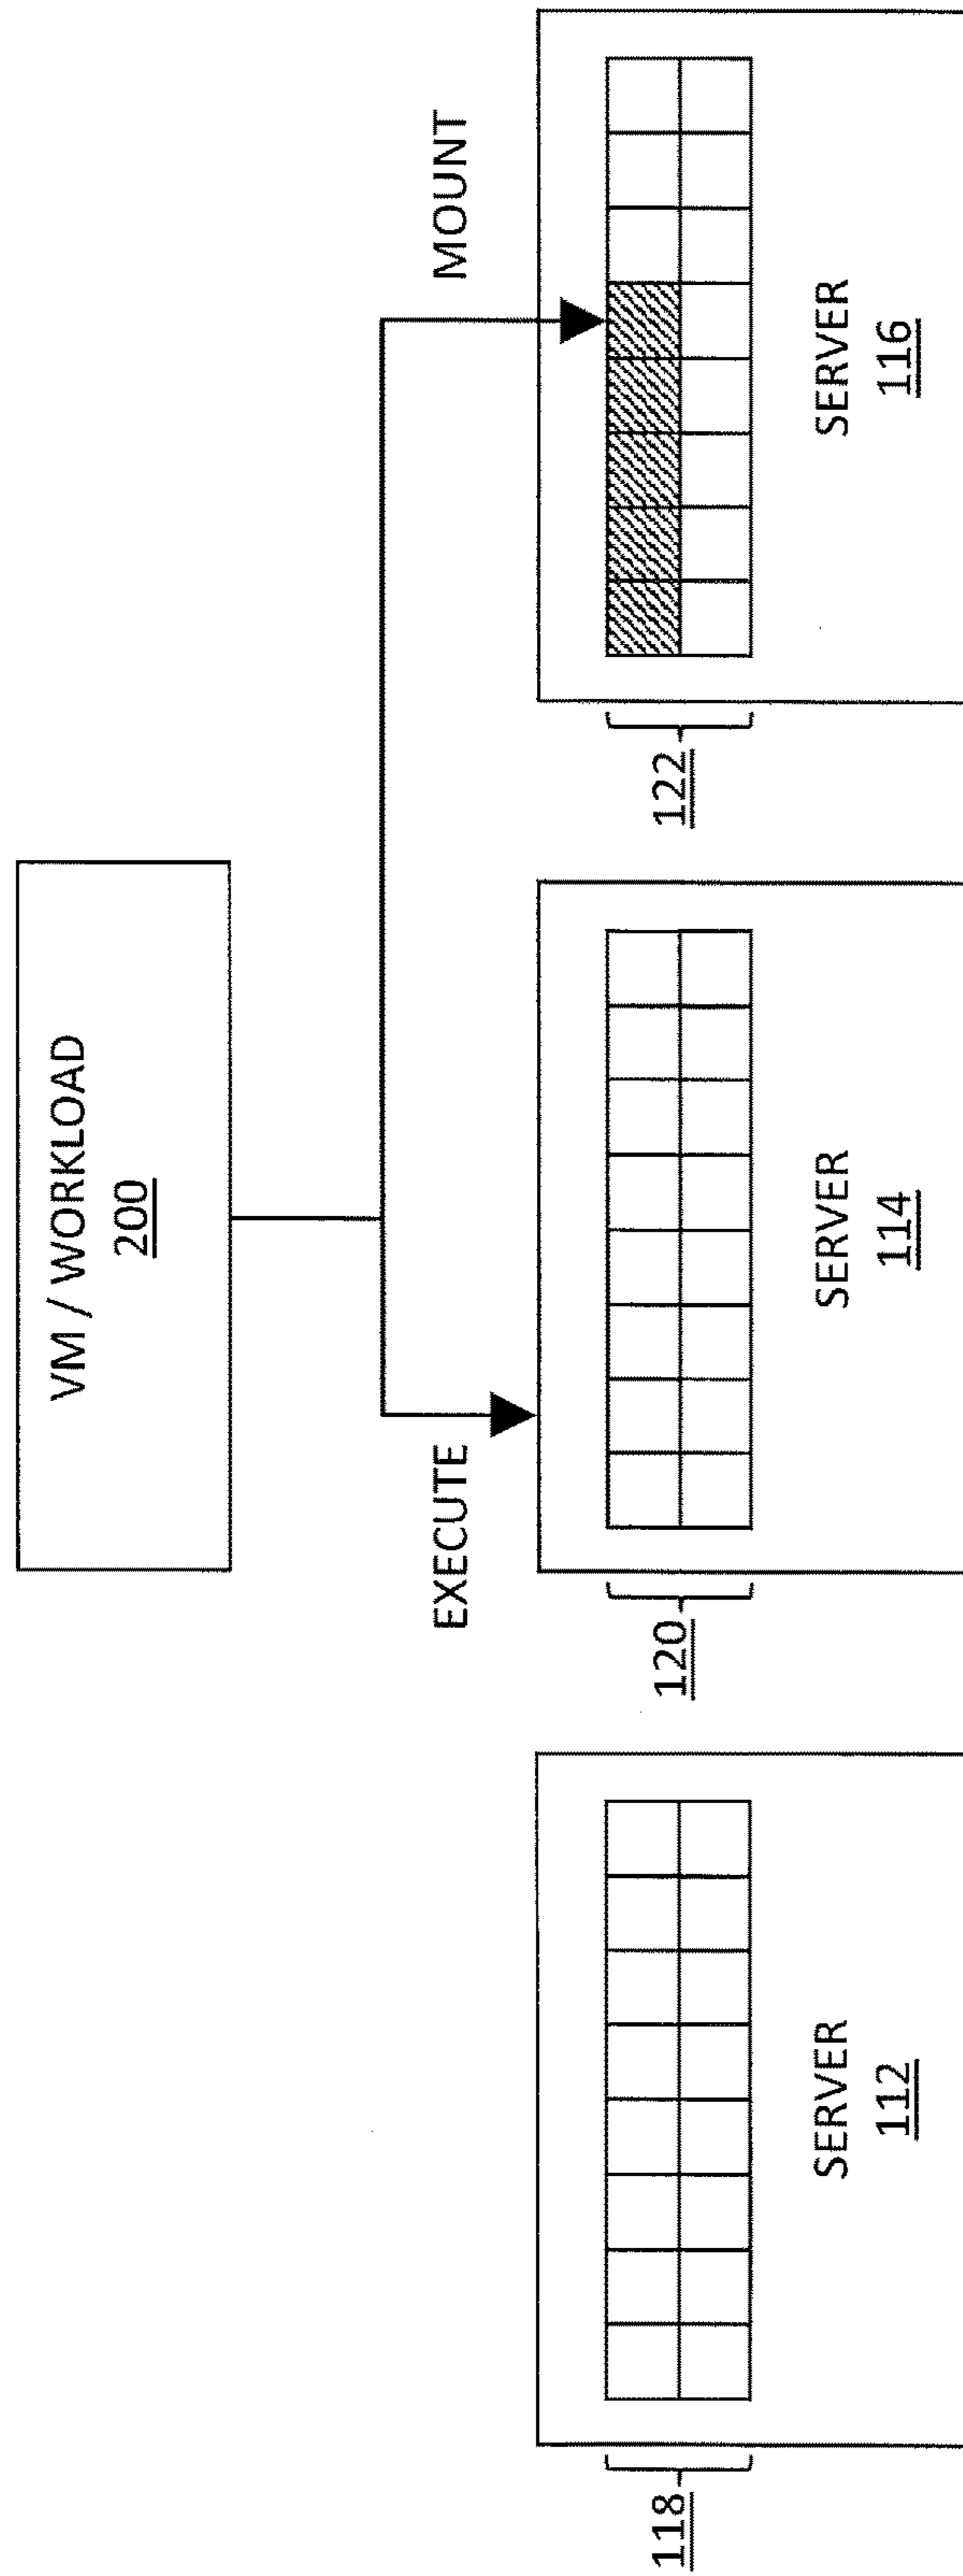 VM / WORKLOAD
200
EXECUTE
MOUNT
118
120
122
SERVER
112
SERVER
114
SERVER
116